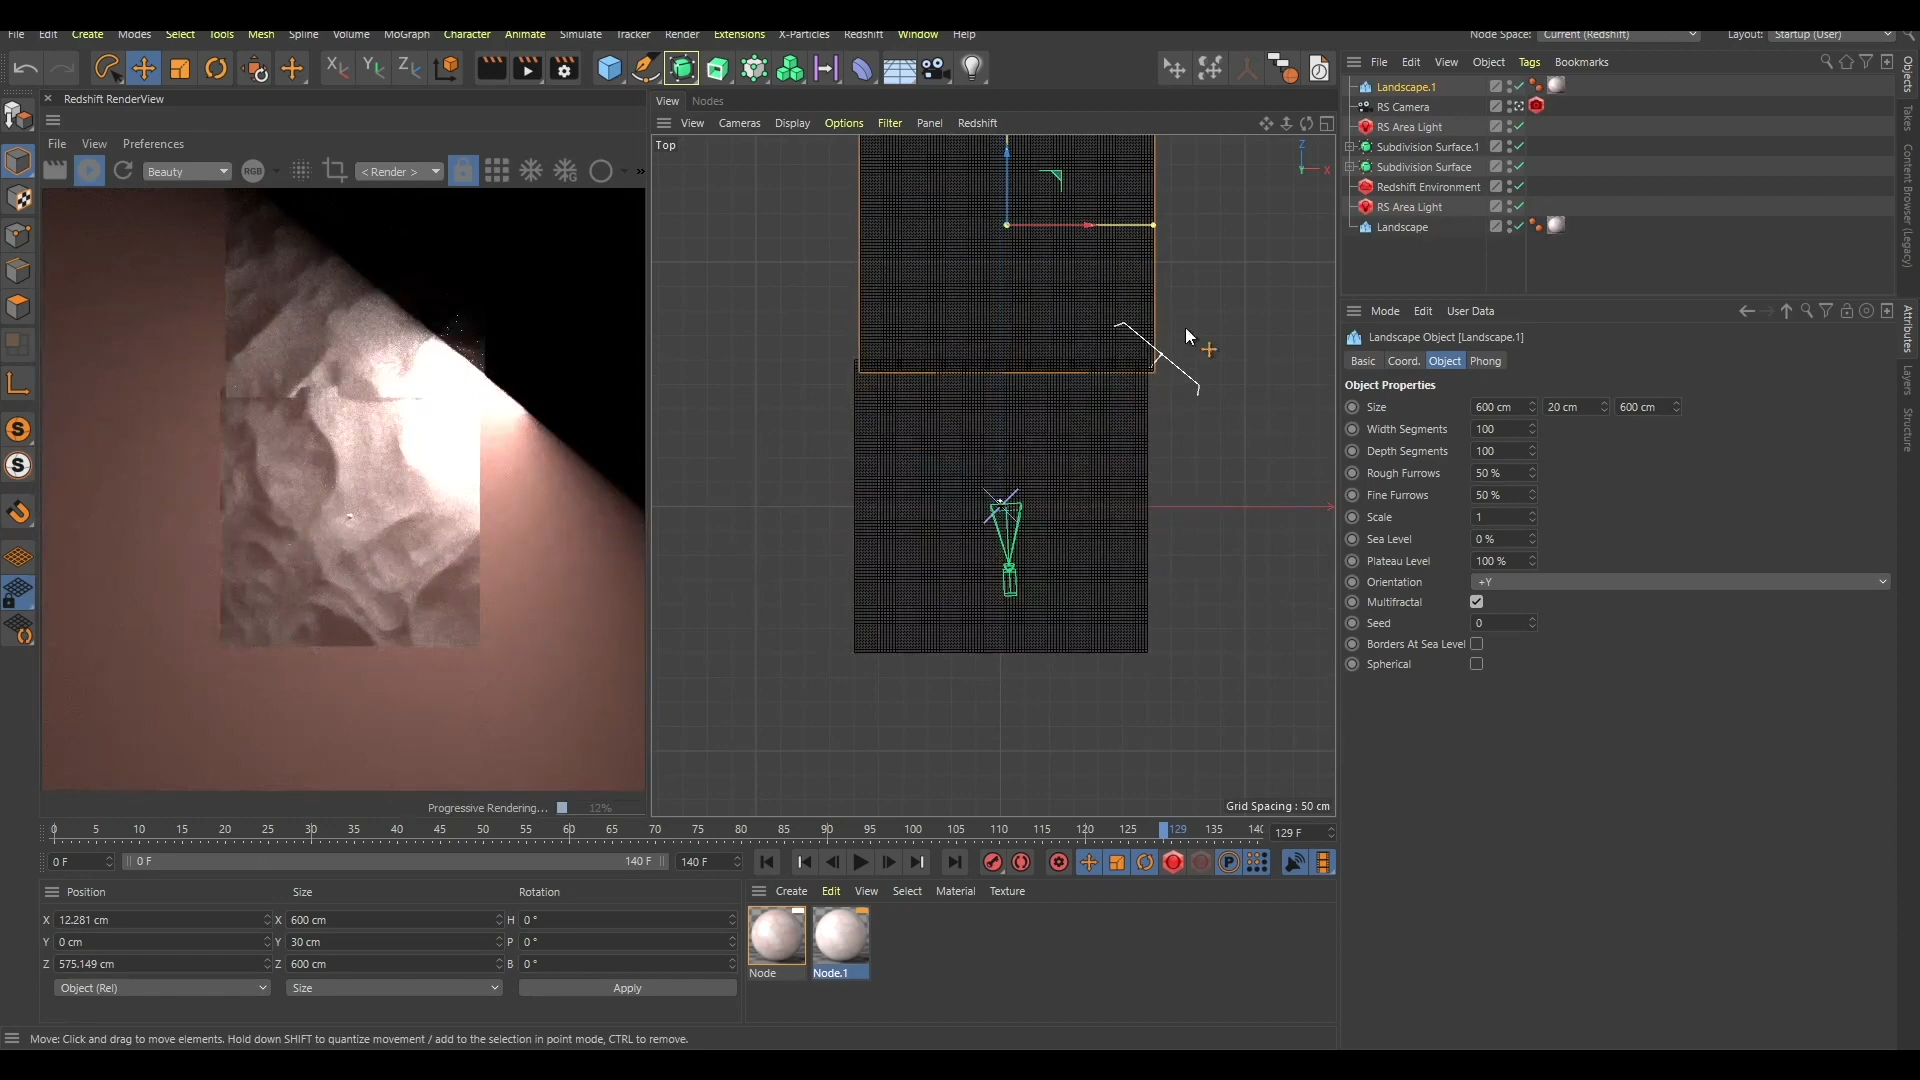 File Edit Create Modes Select Tools Mesh Spline Volume MoGraph Character Animate Simulate Tracker Render Extensions X-Particles Redshift Window Help Node Space: Current (Redshift) Layout: Startup (User)
Redshift RenderView
File View Preferences
Beauty < Render >
RGB
Progressive Rendering... 12%
View Nodes
View Cameras Display Options Filter Panel Redshift
Top
Z
X
Grid Spacing : 50 cm
File Edit View Object Tags Bookmarks
Landscape.1
RS Camera
RS Area Light
Subdivision Surface.1
Subdivision Surface
Redshift Environment
RS Area Light
Landscape
Objects
Takes
Content Browser (Legacy)
Attributes
Layers
Structure
Mode Edit User Data
Landscape Object [Landscape.1]
Basic Coord. Object Phong
Object Properties
Size 600 cm 20 cm 600 cm
Width Segments 100
Depth Segments 100
Rough Furrows 50 %
Fine Furrows 50 %
Scale 1
Sea Level 0 %
Plateau Level 100 %
Orientation +Y
Multifractal
Seed 0
Borders At Sea Level
Spherical
0 5 10 15 20 25 30 35 40 45 50 55 60 65 70 75 80 85 90 95 100 105 110 115 120 125 129 135 140 129 F
0 F 0 F 140 F 140 F
Position Size Rotation
X 12.281 cm X 600 cm H 0 °
Y 0 cm Y 30 cm P 0 °
Z 575.149 cm Z 600 cm B 0 °
Object (Rel) Size Apply
Create Edit View Select Material Texture
Node Node.1
Move: Click and drag to move elements. Hold down SHIFT to quantize movement / add to the selection in point mode, CTRL to remove.